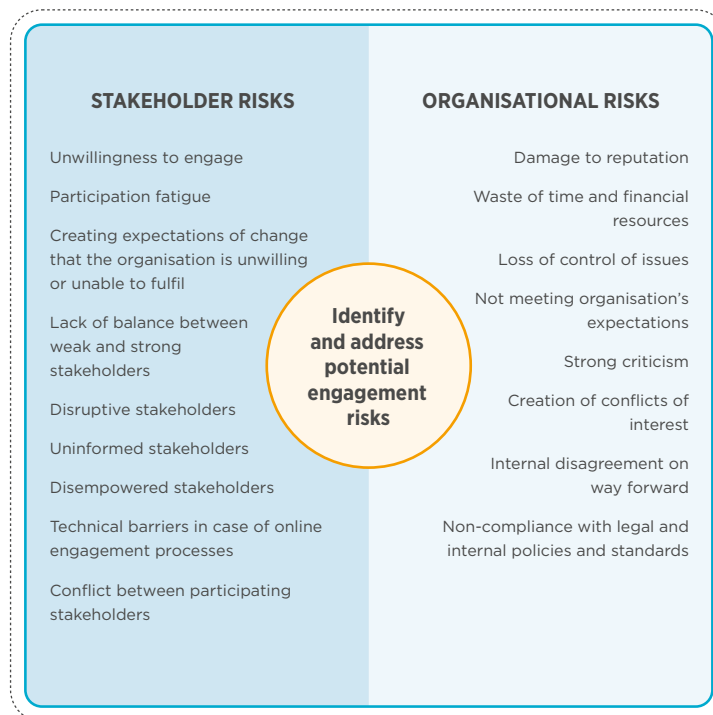 STAKEHOLDER RISKS
Unwillingness to engage
Participation fatigue
Creating expectations of change
that the organisation is unwilling
or unable to fulfil
Lack of balance between
weak and strong
stakeholders
Disruptive stakeholders
Uninformed stakeholders
Disempowered stakeholders
Technical barriers in case of online
engagement processes
Conflict between participating
stakeholders
Identify
and address
potential
engagement
risks
ORGANISATIONAL RISKS
Damage to reputation
Waste of time and financial
resources
Loss of control of issues
Not meeting organisation's
expectations
Strong criticism
Creation of conflicts of
interest
Internal disagreement on
way forward
Non-compliance with legal and
internal policies and standards